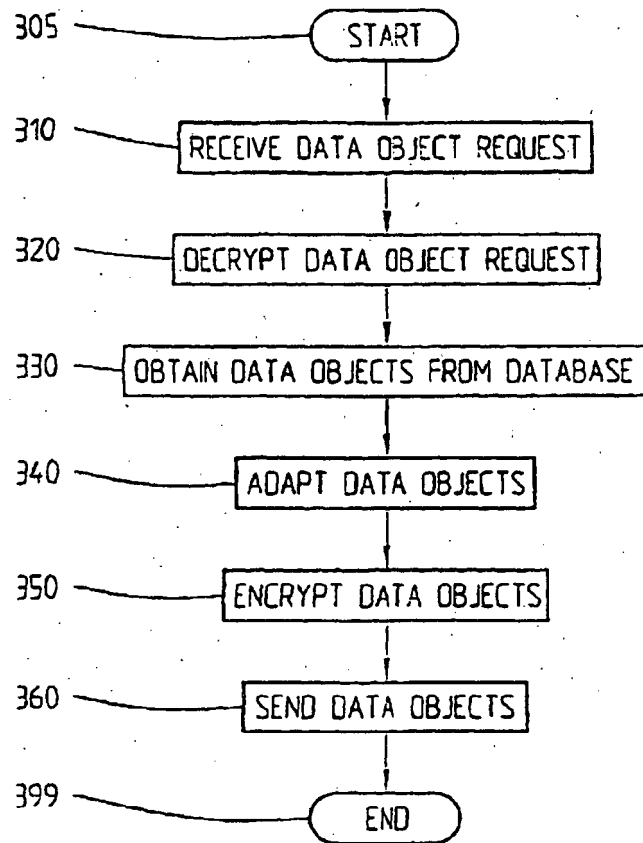 305 START
310 RECEIVE DATA OBJECT REQUEST
320 DECRYPT DATA OBJECT REQUEST
330 OBTAIN DATA OBJECTS FROM DATABASE
340 ADAPT DATA OBJECTS
350 ENCRYPT DATA OBJECTS
360 SEND DATA OBJECTS
399 END